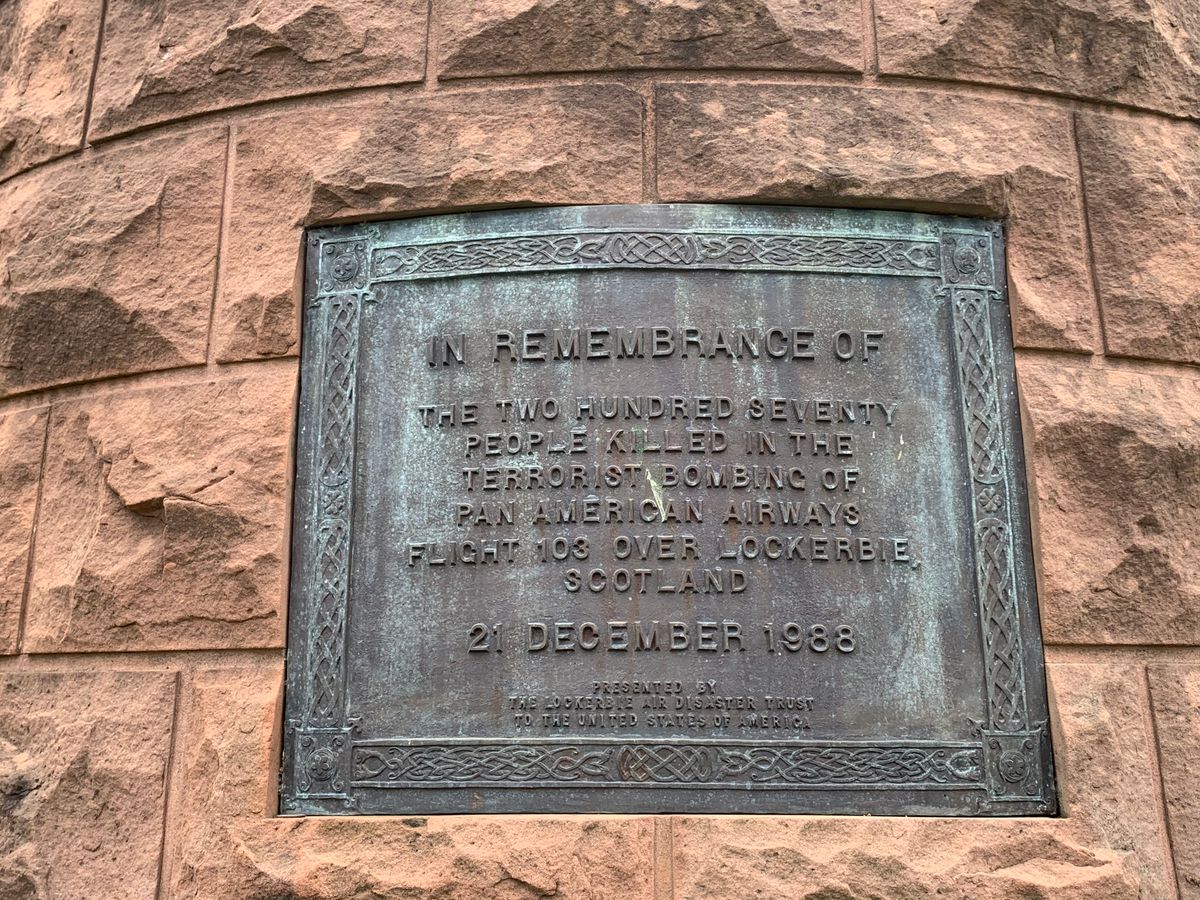 IN REMEMBRANCE OF
THE TWO HUNDRED SEVENTY
PEOPLE KILLED IN THE
TERRORIST BOMBING OF
PAN AMERICAN AIRWAYS
FLIGHT 103 OVER LOCKERBIE,
SCOTLAND
21 DECEMBER 1988
PRESENTED BY
THE LOCKERBIE AIR DISASTER TRUST
TO THE UNITED STATES OF AMERICA